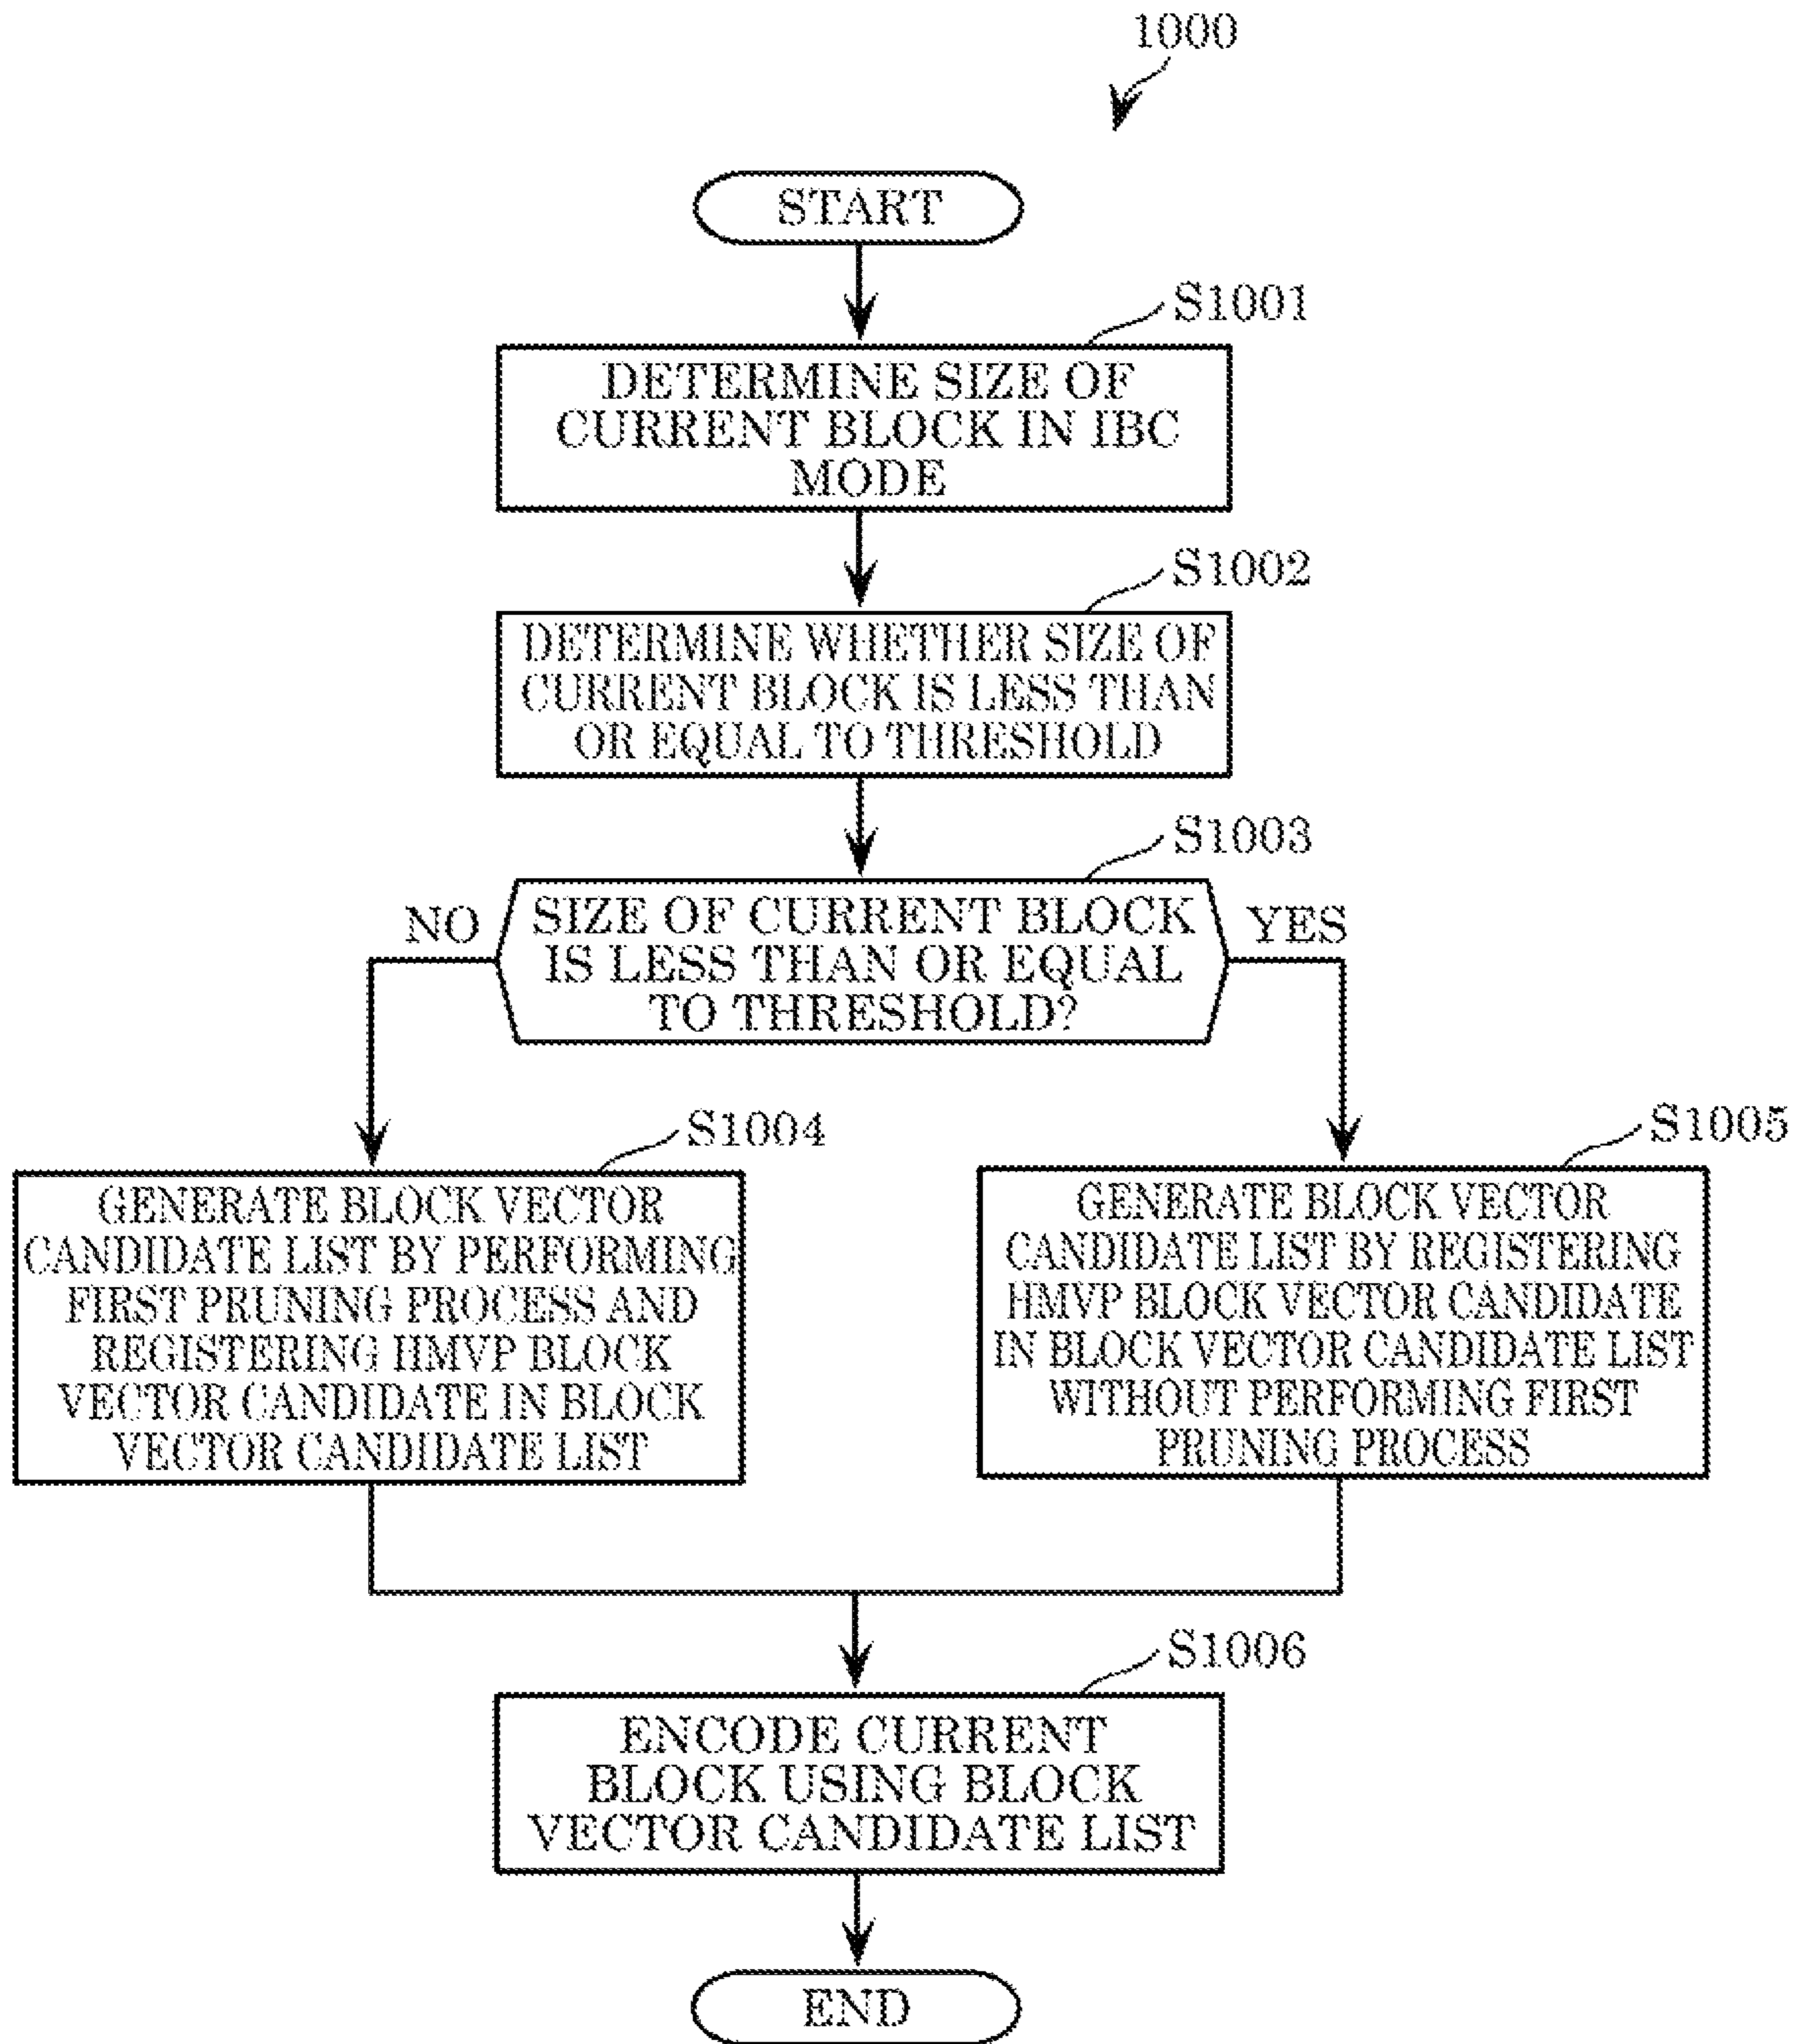 1000
START
S1001
DETERMINE SIZE OF
CURRENT BLOCK IN IBC
MODE
S1002
DETERMINE WHETHER SIZE OF
CURRENT BLOCK IS LESS THAN
OR EQUAL TO THRESHOLD
S1003
NO
SIZE OF CURRENT BLOCK
IS LESS THAN OR EQUAL
TO THRESHOLD?
YES
S1004
GENERATE BLOCK VECTOR
CANDIDATE LIST BY PERFORMING
FIRST PRUNING PROCESS AND
REGISTERING HMVP BLOCK
VECTOR CANDIDATE IN BLOCK
VECTOR CANDIDATE LIST
S1005
GENERATE BLOCK VECTOR
CANDIDATE LIST BY REGISTERING
HMVP BLOCK VECTOR CANDIDATE
IN BLOCK VECTOR CANDIDATE LIST
WITHOUT PERFORMING FIRST
PRUNING PROCESS
S1006
ENCODE CURRENT
BLOCK USING BLOCK
VECTOR CANDIDATE LIST
END